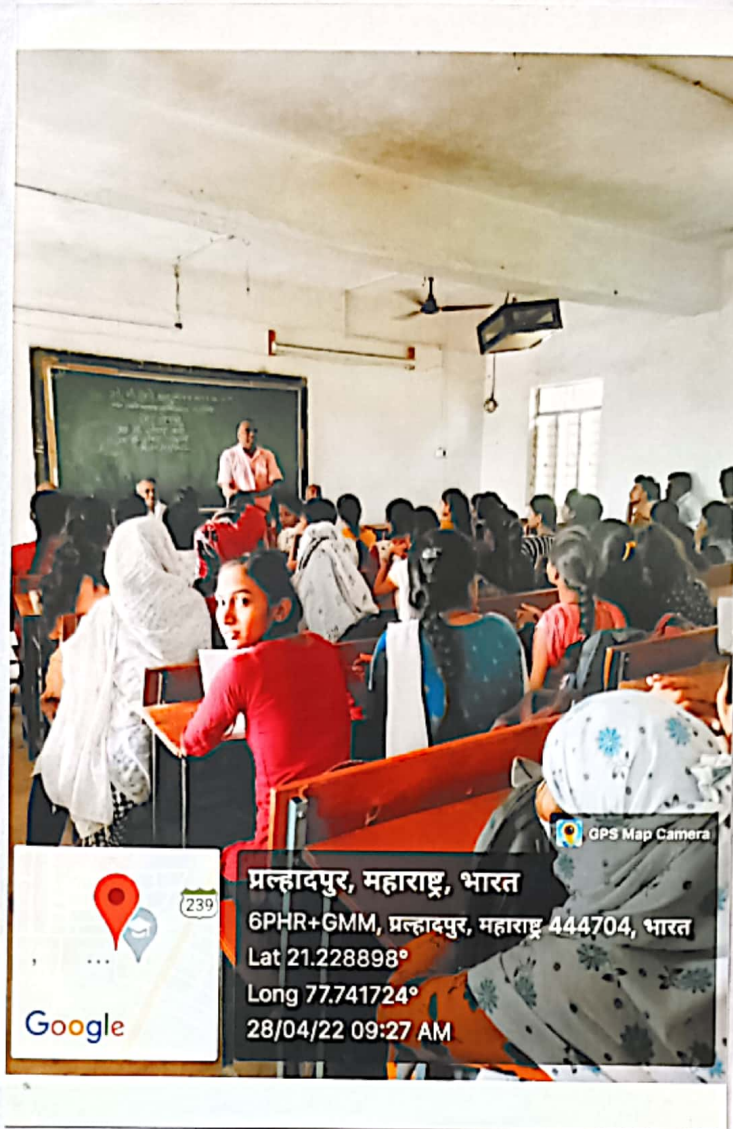 GPS Map Camera
239
Google
प्रल्हादपुर, महाराष्ट्र, भारत
6PHR+GMM, प्रल्हादपुर, महाराष्ट्र 444704, भारत
Lat 21.228898°
Long 77.741724°
28/04/22 09:27 AM